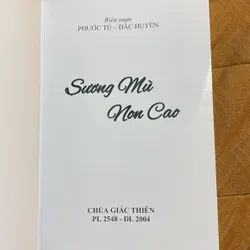 Biên soạn
PHƯỚC TÚ - ĐẮC HUYỀN
Sương Mù
Non Cao
CHÙA GIÁC THIÊN
PL 2548 - DL 2004